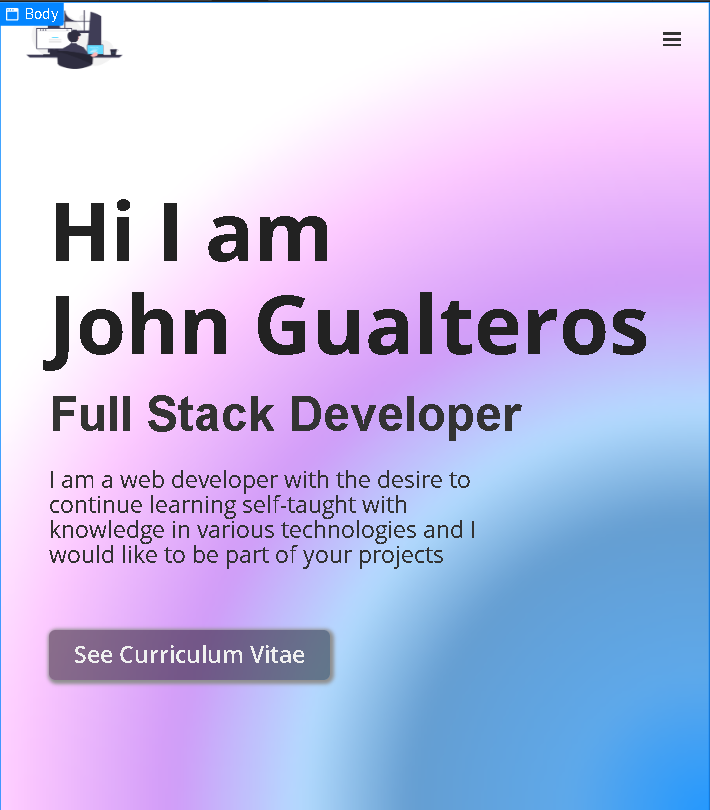 Body
Hi I am
John Gualteros
Full Stack Developer
I am a web developer with the desire to
continue learning self-taught with
knowledge in various technologies and I
would like to be part of your projects
See Curriculum Vitae